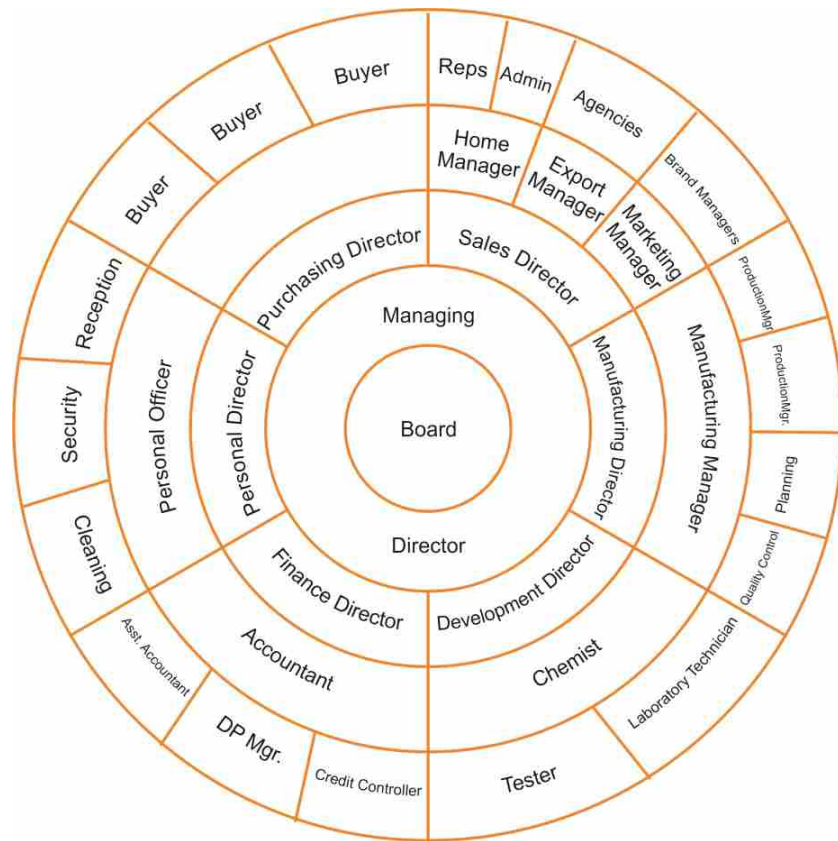 Board
Managing
Director
Purchasing Director
Sales Director
Manufacturing Director
Development Director
Finance Director
Personal Director
Home
Manager
Export
Manager
Marketing
Manager
Manufacturing Manager
Chemist
Accountant
Personal Officer
Reps
Admin
Agencies
Brand Managers
ProductionMgr
ProductionMgr.
Planning
Quality Control
Laboratory Technician
Tester
Credit Controller
DP Mgr.
Asst. Accountant
Cleaning
Security
Reception
Buyer
Buyer
Buyer